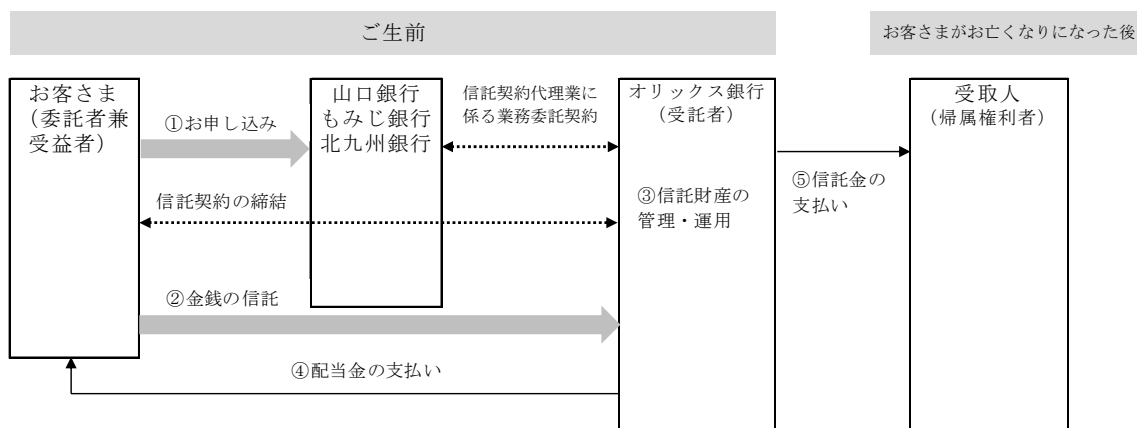 ご生前
お客さまがお亡くなりになった後
お客さま
（委託者兼
受益者）
①お申し込み
山口銀行
もみじ銀行
北九州銀行
信託契約代理業に
係る業務委託契約
オリックス銀行
（受託者）
受取人
（帰属権利者）
信託契約の締結
③信託財産の
管理・運用
⑤信託金の
支払い
②金銭の信託
④配当金の支払い